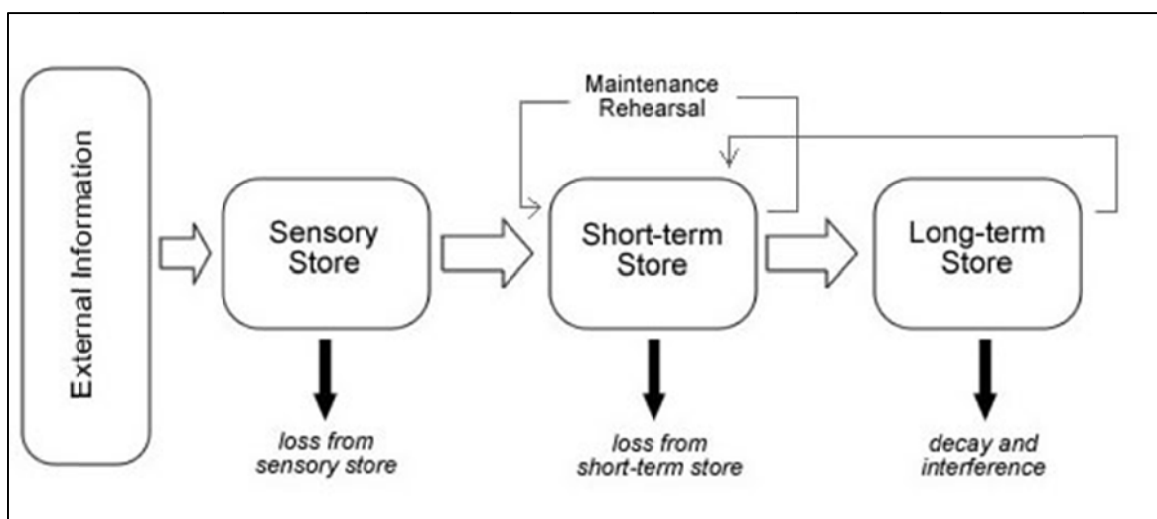 External Information
Maintenance
Rehearsal
Sensory
Store
Short-term
Store
Long-term
Store
loss from
sensory store
loss from
short-term store
decay and
interference